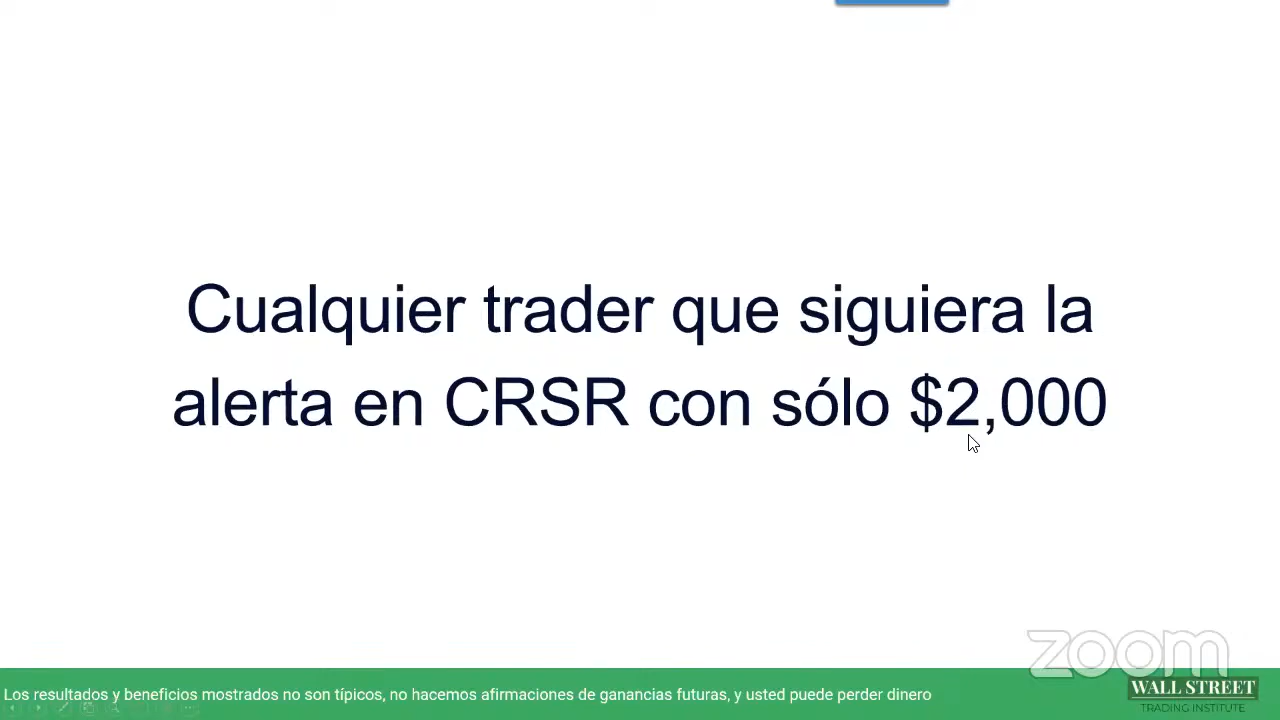 Cualquier trader que siguiera la
alerta en CRSR con sólo $2,000
zoom
Los resultados y beneficios mostrados no son típicos, no hacemos afirmaciones de ganancias futuras, y usted puede perder dinero
WALL STREET
TRADING INSTITUTE